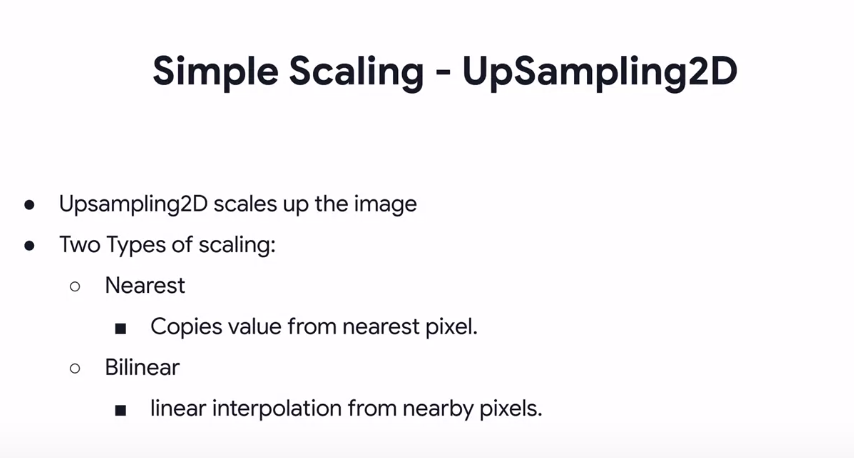 Simple Scaling - UpSampling2D
● Upsampling2D scales up the image
● Two Types of scaling:
○ Nearest
■ Copies value from nearest pixel.
○ Bilinear
■ linear interpolation from nearby pixels.